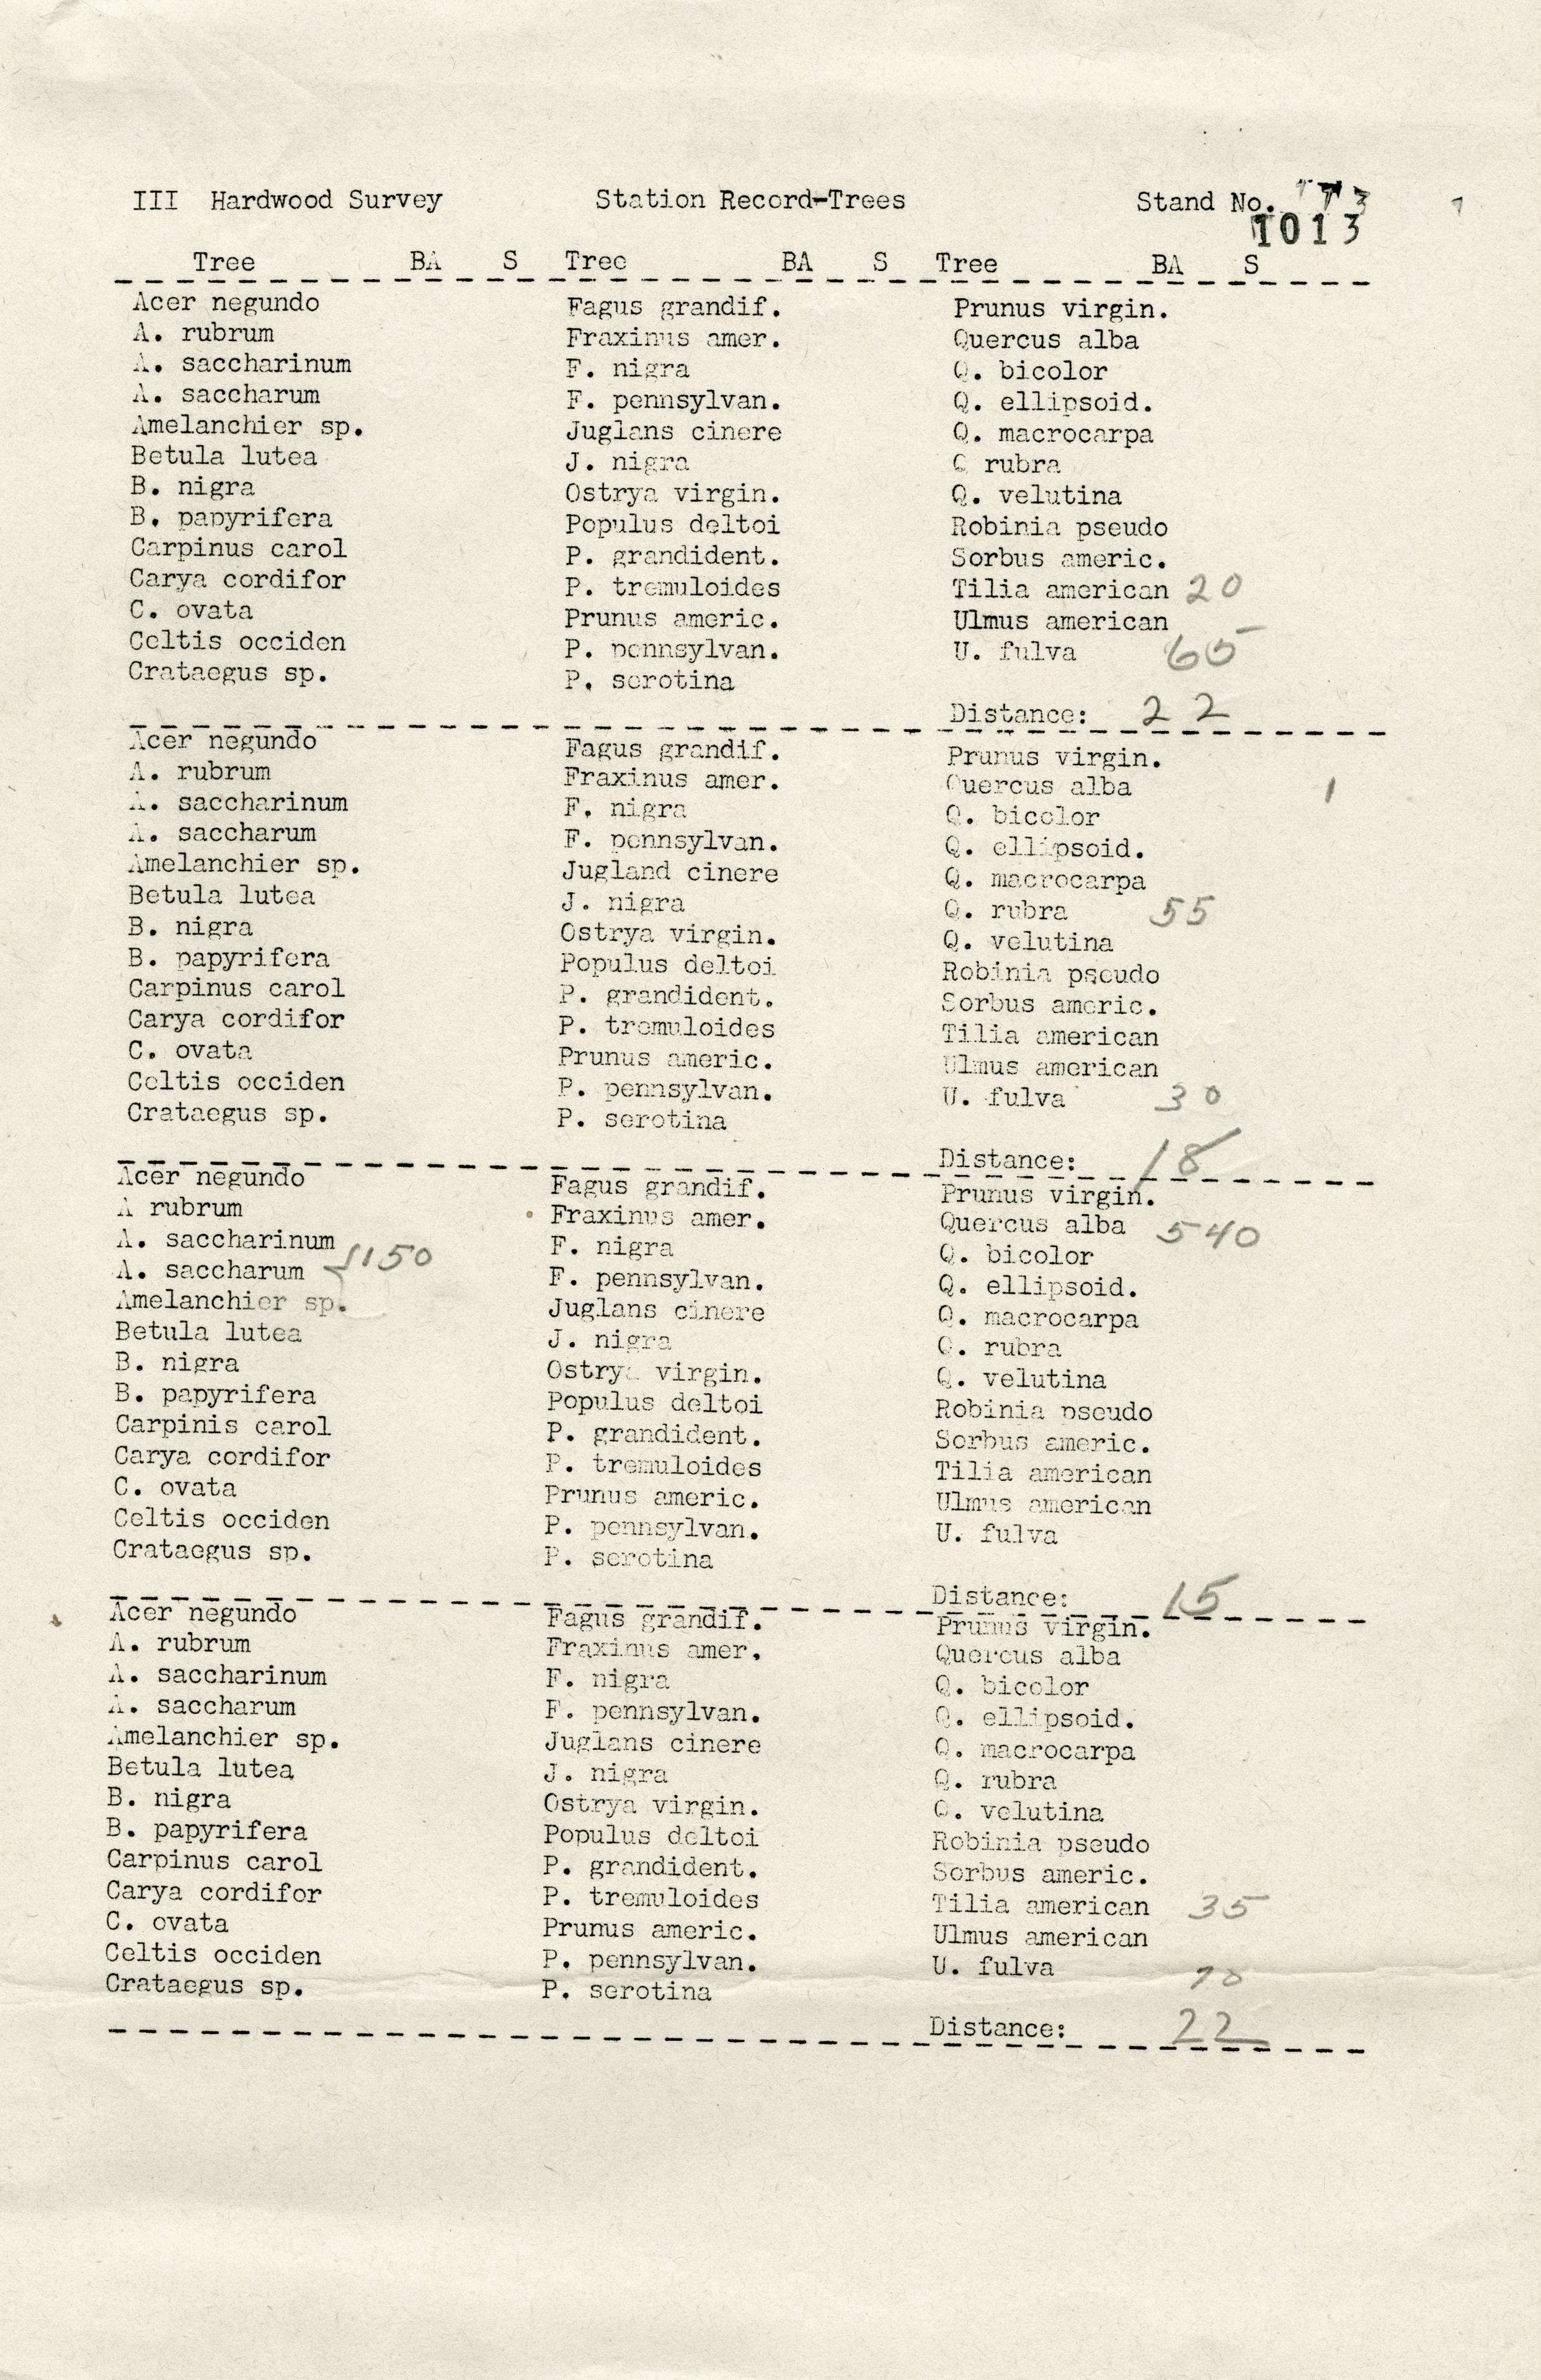 III Hardwood Survey Station Record-Trees Stand No.
1013
Tree BA S Tree BA S Tree BA S
Acer negundo Fagus grandif. Prunus virgin.
A. rubrum Fraxinus amer. Quercus alba
A. saccharinum F. nigra Q. bicolor
A. saccharum F. pennsylvan. Q. ellipsoid.
Amelanchier sp. Juglans cinere Q. macrocarpa
Betula lutea J. nigra Q rubra
B. nigra Ostrya virgin. Q. velutina
B. papyrifera Populus deltoi Robinia pseudo
Carpinus carol P. grandident. Sorbus americ.
Carya cordifor P. tremuloides Tilia american 20
C. ovata Prunus americ. Ulmus american
Celtis occiden P. pennsylvan. U. fulva 65
Crataegus sp. P. serotina
Distance: 22
Acer negundo Fagus grandif. Prunus virgin.
A. rubrum Fraxinus amer. Quercus alba 1
A. saccharinum F. nigra Q. bicolor
A. saccharum F. pennsylvan. Q. ellipsoid.
Amelanchier sp. Jugland cinere Q. macrocarpa
Betula lutea J. nigra Q. rubra 55
B. nigra Ostrya virgin. Q. velutina
B. papyrifera Populus deltoi Robinia pseudo
Carpinus carol P. grandident. Sorbus americ.
Carya cordifor P. tremuloides Tilia american
C. ovata Prunus americ. Ulmus american
Celtis occiden P. pennsylvan. U. fulva 30
Crataegus sp. P. serotina
Distance: 18
Acer negundo Fagus grandif. Prunus virgin.
A rubrum Fraxinus amer. Quercus alba 540
A. saccharinum F. nigra Q. bicolor
A. saccharum 1150 F. pennsylvan. Q. ellipsoid.
Amelanchier sp. Juglans cinere Q. macrocarpa
Betula lutea J. nigra Q. rubra
B. nigra Ostrya virgin. Q. velutina
B. papyrifera Populus deltoi Robinia pseudo
Carpinis carol P. grandident. Sorbus americ.
Carya cordifor P. tremuloides Tilia american
C. ovata Prunus americ. Ulmus american
Celtis occiden P. pennsylvan. U. fulva
Crataegus sp. P. serotina
Distance: 15
Acer negundo Fagus grandif. Prunus virgin.
A. rubrum Fraxinus amer. Quercus alba
A. saccharinum F. nigra Q. bicolor
A. saccharum F. pennsylvan. Q. ellipsoid.
Amelanchier sp. Juglans cinere Q. macrocarpa
Betula lutea J. nigra Q. rubra
B. nigra Ostrya virgin. Q. velutina
B. papyrifera Populus deltoi Robinia pseudo
Carpinus carol P. grandident. Sorbus americ.
Carya cordifor P. tremuloides Tilia american 35
C. ovata Prunus americ. Ulmus american
Celtis occiden P. pennsylvan. U. fulva 70
Crataegus sp. P. serotina
Distance: 22